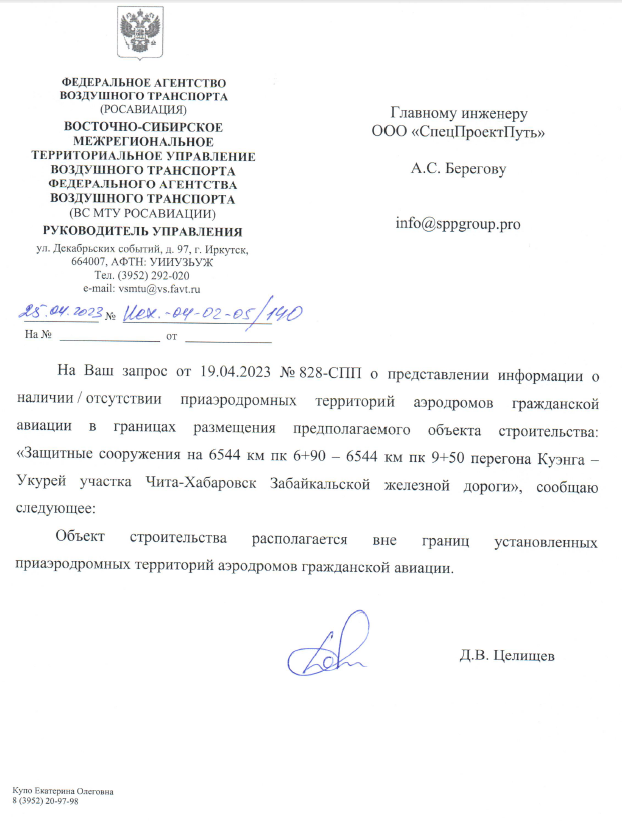 ФЕДЕРАЛЬНОЕ АГЕНТСТВО
ВОЗДУШНОГО ТРАНСПОРТА
(РОСАВИАЦИЯ)
ВОСТОЧНО-СИБИРСКОЕ
МЕЖРЕГИОНАЛЬНОЕ
ТЕРРИТОРИАЛЬНОЕ УПРАВЛЕНИЕ
ВОЗДУШНОГО ТРАНСПОРТА
ФЕДЕРАЛЬНОГО АГЕНТСТВА
ВОЗДУШНОГО ТРАНСПОРТА
(ВС МТУ РОСАВИАЦИИ)
РУКОВОДИТЕЛЬ УПРАВЛЕНИЯ
ул. Декабрьских событий, д. 97, г. Иркутск,
664007, АФТН: УИИУЗЬУЖ
Тел. (3952) 292-020
e-mail: vsmtu@vs.favt.ru
25.04.2023 № Исх.-04-02-05/140
На № от
Главному инженеру
ООО «СпецПроектПуть»
А.С. Берегову
info@sppgroup.pro
На Ваш запрос от 19.04.2023 № 828-СПП о представлении информации о
наличии / отсутствии приаэродромных территорий аэродромов гражданской
авиации в границах размещения предполагаемого объекта строительства:
«Защитные сооружения на 6544 км пк 6+90 – 6544 км пк 9+50 перегона Куэнга –
Укурей участка Чита-Хабаровск Забайкальской железной дороги», сообщаю
следующее:
Объект строительства располагается вне границ установленных
приаэродромных территорий аэродромов гражданской авиации.
Д.В. Целищев
Купо Екатерина Олеговна
8 (3952) 20-97-98